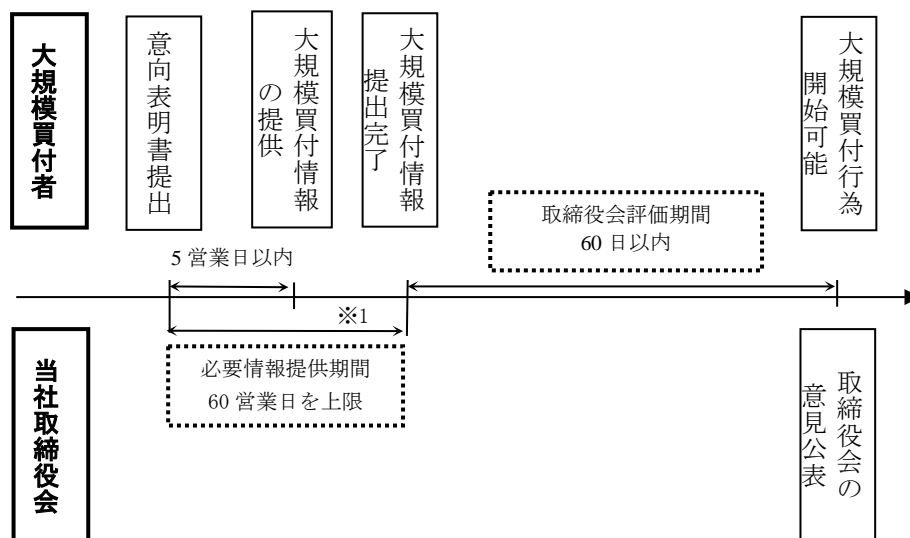 大規模買付者
意向表明書提出
大規模買付情報
の提供
大規模買付情報
提出完了
大規模買付行為
開始可能
取締役会評価期間
60 日以内
5 営業日以内
※1
必要情報提供期間
60 営業日を上限
当社取締役会
取締役会の
意見公表